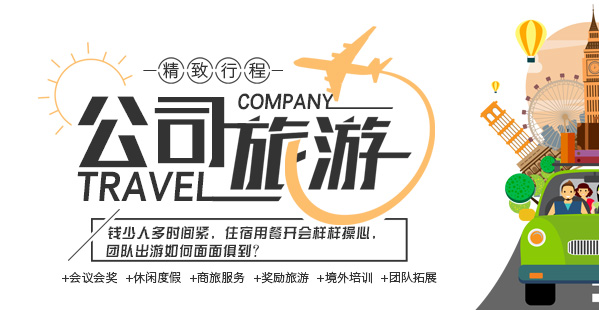 精致行程
公司旅游
COMPANY
TRAVEL
钱少人多时间紧，住宿用餐开会样样操心，
团队出游如何面面俱到？
+会议会奖 +休闲度假 +商旅服务 +奖励旅游 +境外培训 +团队拓展